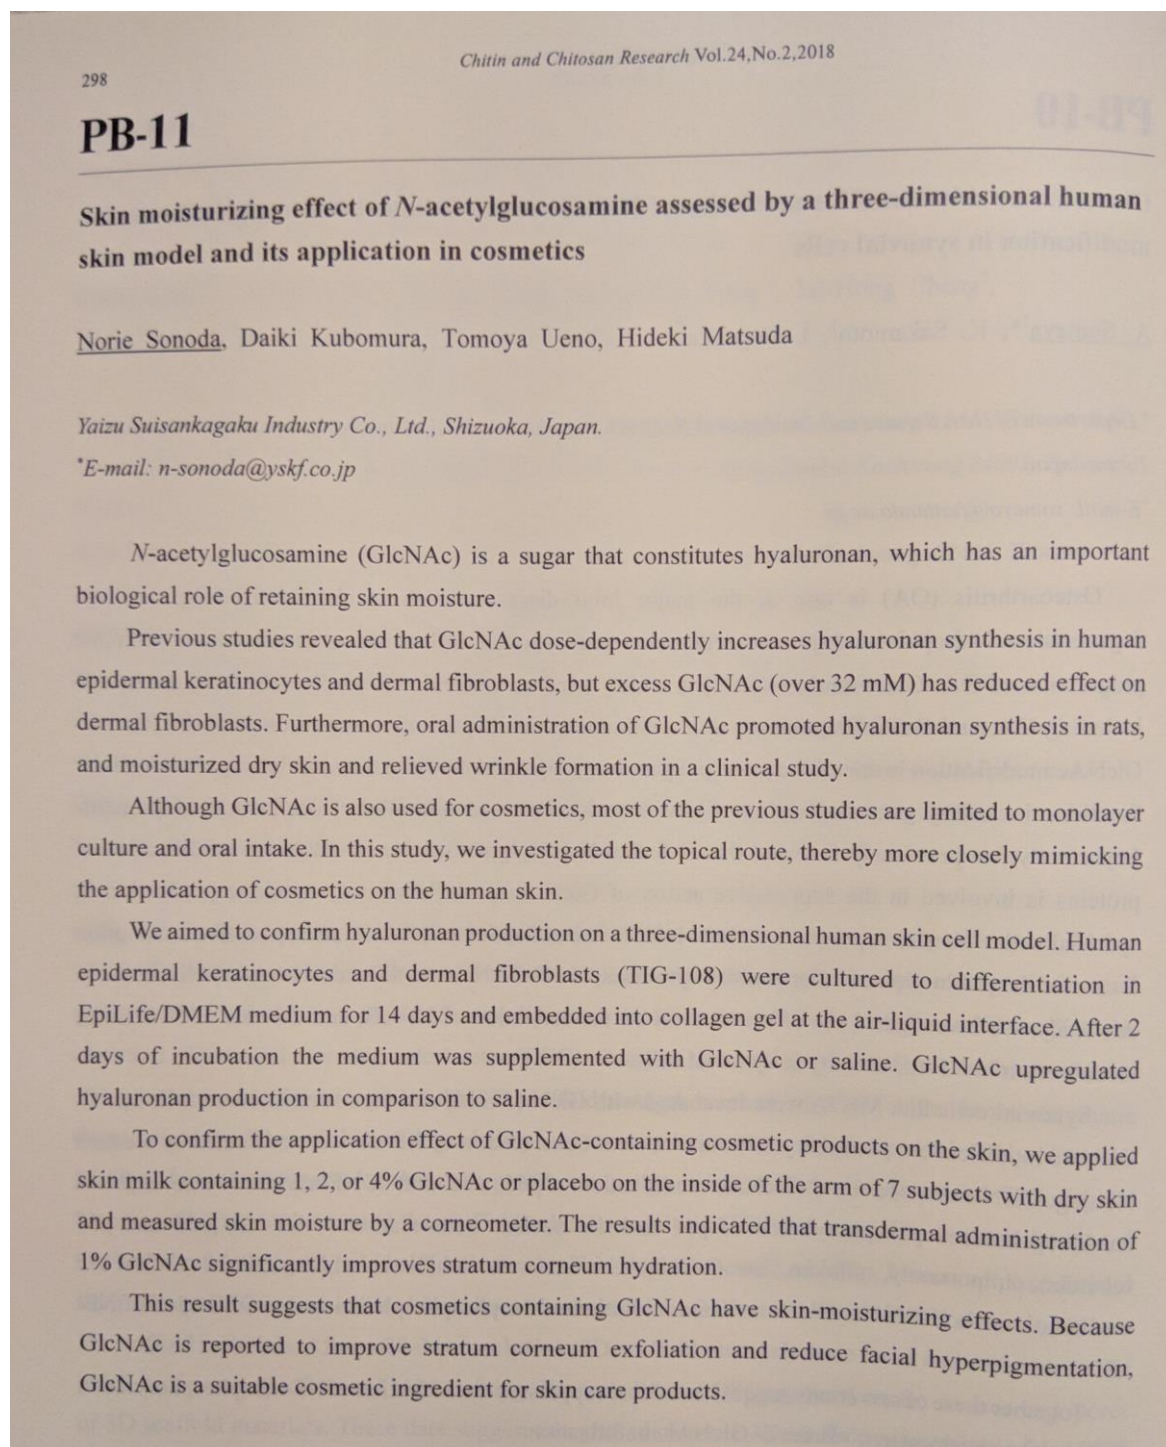 Chitin and Chitosan Research Vol.24,No.2,2018
298
PB-11
Skin moisturizing effect of N-acetylglucosamine assessed by a three-dimensional human
skin model and its application in cosmetics
Norie Sonoda, Daiki Kubomura, Tomoya Ueno, Hideki Matsuda
Yaizu Suisankagaku Industry Co., Ltd., Shizuoka, Japan.
*E-mail: n-sonoda@yskf.co.jp
N-acetylglucosamine (GlcNAc) is a sugar that constitutes hyaluronan, which has an important
biological role of retaining skin moisture.
Previous studies revealed that GlcNAc dose-dependently increases hyaluronan synthesis in human
epidermal keratinocytes and dermal fibroblasts, but excess GlcNAc (over 32 mM) has reduced effect on
dermal fibroblasts. Furthermore, oral administration of GlcNAc promoted hyaluronan synthesis in rats,
and moisturized dry skin and relieved wrinkle formation in a clinical study.
Although GlcNAc is also used for cosmetics, most of the previous studies are limited to monolayer
culture and oral intake. In this study, we investigated the topical route, thereby more closely mimicking
the application of cosmetics on the human skin.
We aimed to confirm hyaluronan production on a three-dimensional human skin cell model. Human
epidermal keratinocytes and dermal fibroblasts (TIG-108) were cultured to differentiation in
EpiLife/DMEM medium for 14 days and embedded into collagen gel at the air-liquid interface. After 2
days of incubation the medium was supplemented with GlcNAc or saline. GlcNAc upregulated
hyaluronan production in comparison to saline.
To confirm the application effect of GlcNAc-containing cosmetic products on the skin, we applied
skin milk containing 1, 2, or 4% GlcNAc or placebo on the inside of the arm of 7 subjects with dry skin
and measured skin moisture by a corneometer. The results indicated that transdermal administration of
1% GlcNAc significantly improves stratum corneum hydration.
This result suggests that cosmetics containing GlcNAc have skin-moisturizing effects. Because
GlcNAc is reported to improve stratum corneum exfoliation and reduce facial hyperpigmentation,
GlcNAc is a suitable cosmetic ingredient for skin care products.